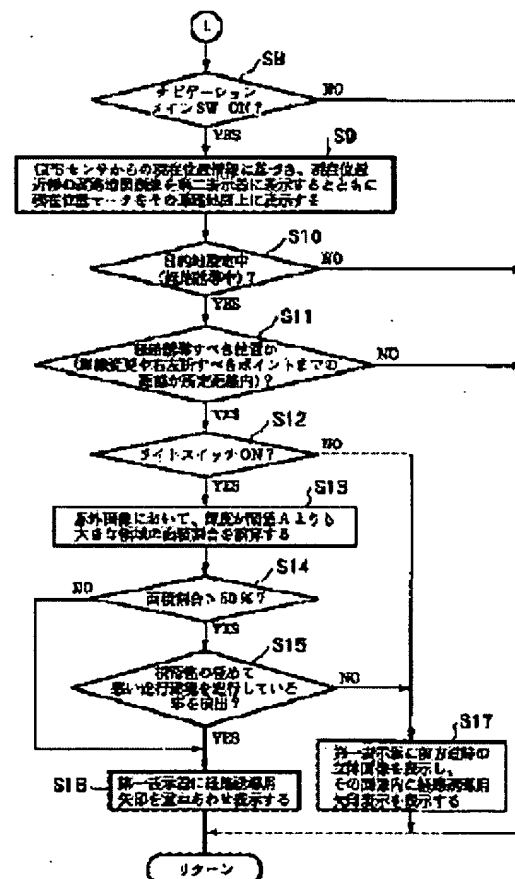 1
S8
ナビゲーション
メインSW ON?
NO
YES
S9
GPSセンサからの現在位置情報に基づき、現在位置
近傍の道路地図画像を第二表示器に表示するとともに
現在位置マークをその道路地図上に表示する
S10
目的地設定中
(経路誘導中)?
NO
YES
S11
経路誘導すべき位置か
(車線変更や右左折すべきポイントまでの
距離が所定距離内)?
NO
YES
S12
ライトスイッチON?
NO
YES
S13
赤外画像において、輝度が閾値Aよりも
大きな領域の面積割合を演算する
S14
NO
面積割合>50%?
YES
S15
視界性の極めて
悪い走行環境を走行している
事を検出?
NO
YES
S16
第一表示器に経路誘導用
矢印を重ねあわせ表示する
S17
第一表示器に前方道路の
立体画像を表示し、
その画像内に経路誘導用
矢印表示も表示する
リターン